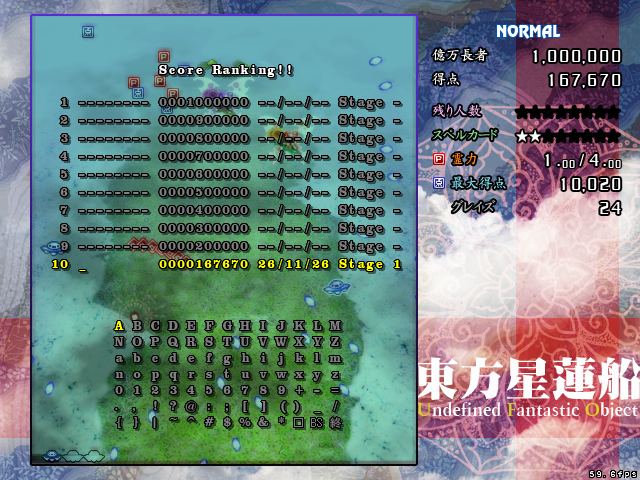 Score Ranking!!
1 -------- 0001000000 --/--/-- Stage -
2 -------- 0000900000 --/--/-- Stage -
3 -------- 0000800000 --/--/-- Stage -
4 -------- 0000700000 --/--/-- Stage -
5 -------- 0000600000 --/--/-- Stage -
6 -------- 0000500000 --/--/-- Stage -
7 -------- 0000400000 --/--/-- Stage -
8 -------- 0000300000 --/--/-- Stage -
9 -------- 0000200000 --/--/-- Stage -
10 _ 0000167670 26/11/26 Stage 1
A B C D E F G H I J K L M
N O P Q R S T U V W X Y Z
a b c d e f g h i j k l m
n o p q r s t u v w x y z
0 1 2 3 4 5 6 7 8 9 + - =
. , ! ? @ : ; [ ] ( ) _ /
{ } | ~ ^ # $ % & * □ BS 終
NORMAL
億万長者 1,000,000
得点 167,670
残り人数
スペルカード ★★
P 霊力 1.00/4.00
点 最大得点 10,020
グレイズ 24
東方星蓮船
Undefined Fantastic Object
59.6fps